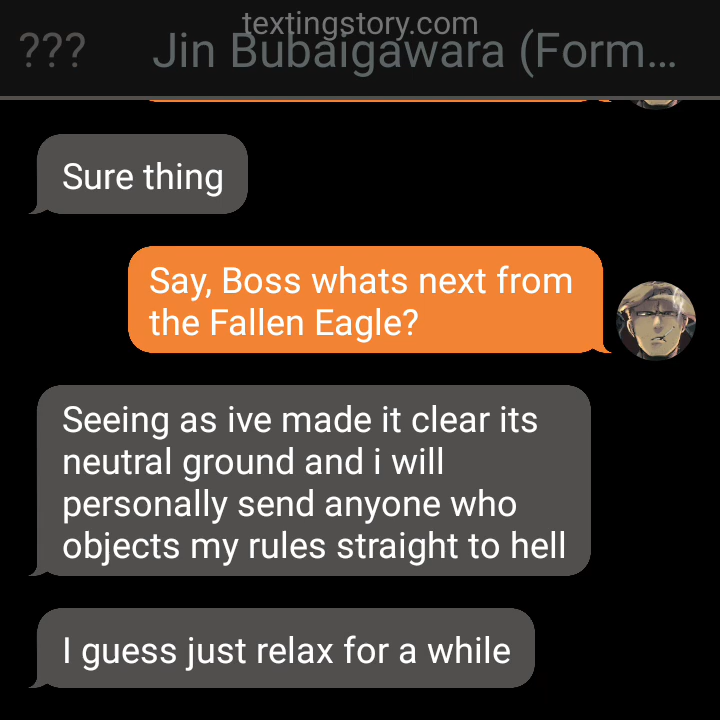 textingstory.com
??? Jin Bubaigawara (Form...
Sure thing
Say, Boss whats next from
the Fallen Eagle?
Seeing as ive made it clear its
neutral ground and i will
personally send anyone who
objects my rules straight to hell
I guess just relax for a while